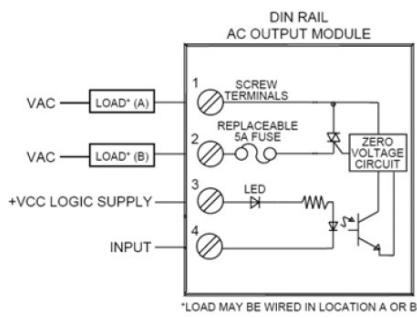 DIN RAIL
AC OUTPUT MODULE
1
SCREW
TERMINALS
VAC
LOAD* (A)
REPLACEABLE
5A FUSE
2
VAC
LOAD* (B)
ZERO
VOLTAGE
CIRCUIT
3
LED
+VCC LOGIC SUPPLY
4
INPUT
*LOAD MAY BE WIRED IN LOCATION A OR B